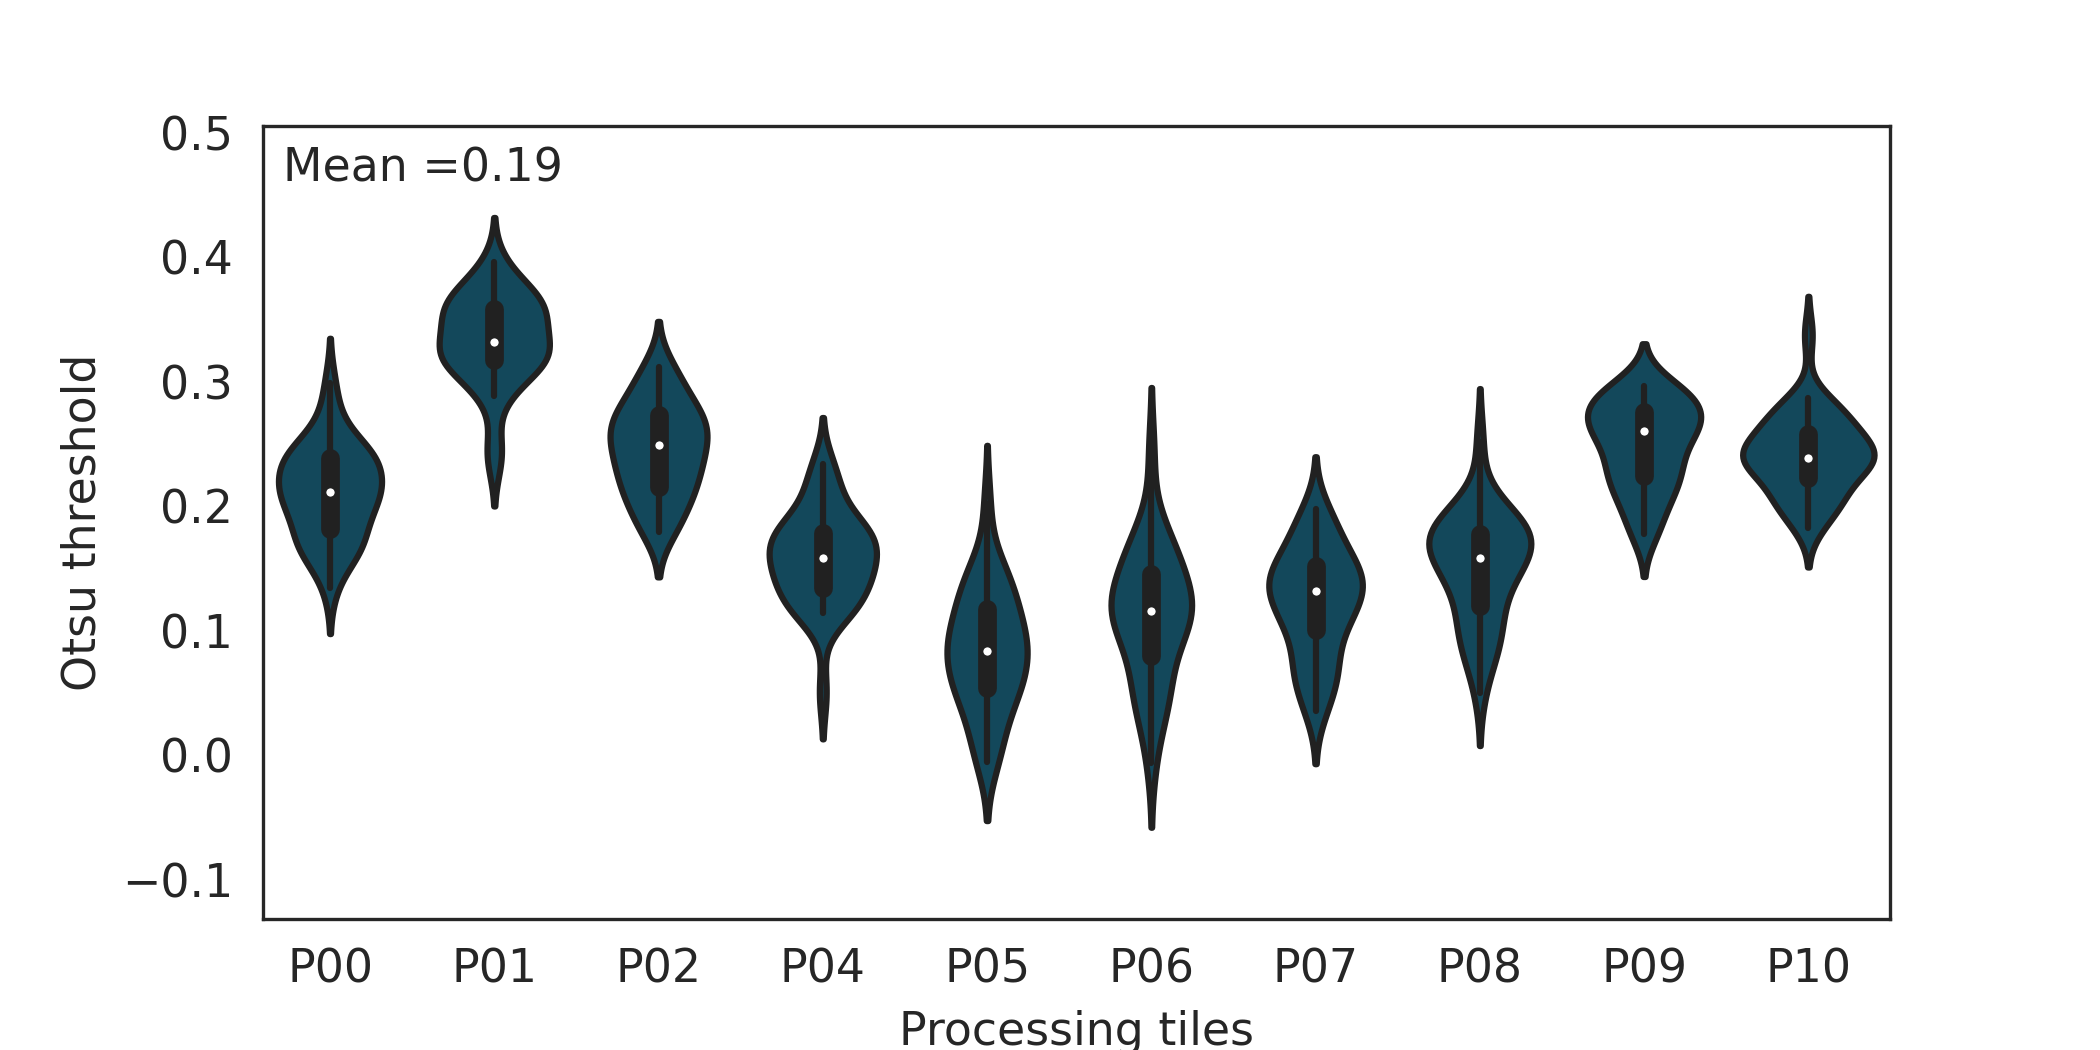 Mean =0.19
0.5
0.4
0.3
0.2
0.1
0.0
−0.1
Otsu threshold
P00 P01 P02 P04 P05 P06 P07 P08 P09 P10
Processing tiles